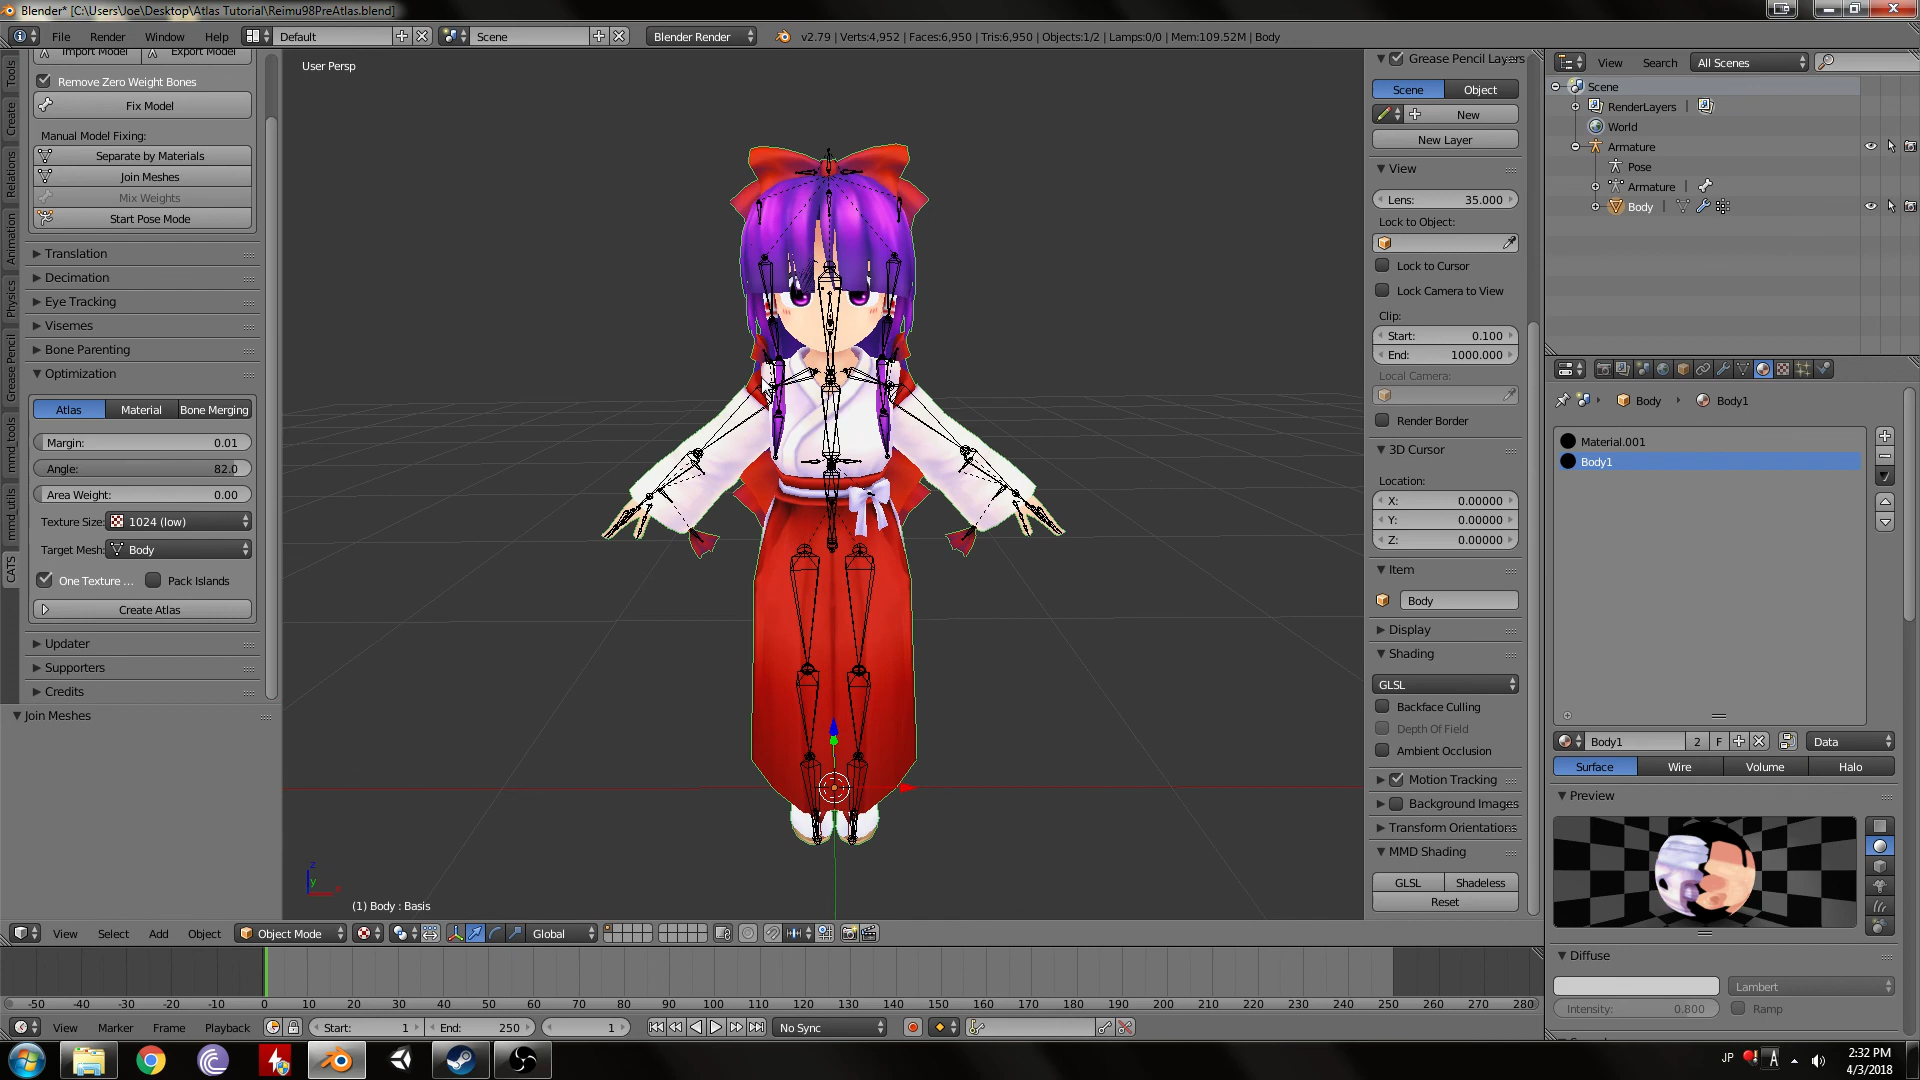 Blender* [C:\Users\Joe\Desktop\Atlas Tutorial\Reimu98PreAtlas.blend]
File Render Window Help Default Scene Blender Render v2.79 | Verts:4,952 | Faces:6,950 | Tris:6,950 | Objects:1/2 | Lamps:0/0 | Mem:109.52M | Body
Tools
Create
Relations
Animation
Physics
Grease Pencil
mmd_tools
mmd_utils
CATS
Import Model Export Model
Remove Zero Weight Bones
Fix Model
Manual Model Fixing:
Separate by Materials
Join Meshes
Mix Weights
Start Pose Mode
Translation
Decimation
Eye Tracking
Visemes
Bone Parenting
Optimization
Atlas Material Bone Merging
Margin: 0.01
Angle: 82.0
Area Weight: 0.00
Texture Size: 1024 (low)
Target Mesh: Body
One Texture ... Pack Islands
Create Atlas
Updater
Supporters
Credits
Join Meshes
User Persp
z
y
x
(1) Body : Basis
Grease Pencil Layers
Scene Object
New
New Layer
View
Lens: 35.000
Lock to Object:
Lock to Cursor
Lock Camera to View
Clip:
Start: 0.100
End: 1000.000
Local Camera:
Render Border
3D Cursor
Location:
X: 0.00000
Y: 0.00000
Z: 0.00000
Item
Body
Display
Shading
GLSL
Backface Culling
Depth Of Field
Ambient Occlusion
Motion Tracking
Background Images
Transform Orientations
MMD Shading
GLSL Shadeless
Reset
View Search All Scenes
Scene
RenderLayers |
World
Armature
Pose
Armature |
Body |
Body Body1
Material.001
Body1
Body1 2 F Data
Surface Wire Volume Halo
Preview
Diffuse
Lambert
Intensity: 0.800 Ramp
View Select Add Object Object Mode Global
-50 -40 -30 -20 -10 0 10 20 30 40 50 60 70 80 90 100 110 120 130 140 150 160 170 180 190 200 210 220 230 240 250 260 270 280
View Marker Frame Playback Start: 1 End: 250 1 No Sync
JP A 2:32 PM
4/3/2018